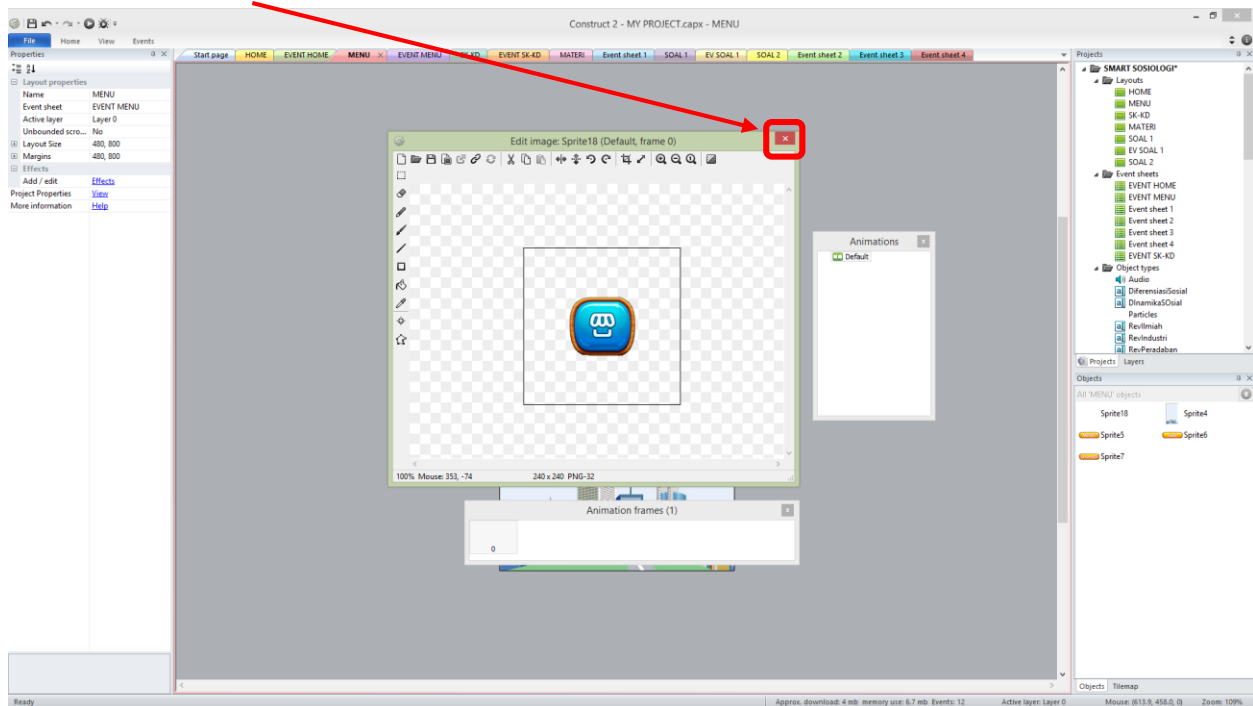 Construct 2 - MY PROJECT.capx - MENU
File Home View Events
Properties
Start page HOME EVENT HOME MENU EVENT MENU SK-KD EVENT SK-KD MATERI Event sheet 1 SOAL 1 EV SOAL 1 SOAL 2 Event sheet 2 Event sheet 3 Event sheet 4
Layout properties
Name MENU
Event sheet EVENT MENU
Active layer Layer 0
Unbounded scro... No
Layout Size 480, 800
Margins 480, 800
Effects
Add / edit Effects
Project Properties View
More information Help
Edit image: Sprite18 (Default, frame 0)
100% Mouse: 353, -74 240 x 240 PNG-32
Animations
Default
Animation frames (1)
0
Projects
SMART SOSIOLOGI*
Layouts
HOME
MENU
SK-KD
MATERI
SOAL 1
EV SOAL 1
SOAL 2
Event sheets
EVENT HOME
EVENT MENU
Event sheet 1
Event sheet 2
Event sheet 3
Event sheet 4
EVENT SK-KD
Object types
Audio
DiferensiasiSosial
DInamikaSOsial
Particles
RevIlmiah
RevIndustri
RevPeradaban
Projects Layers
Objects
All 'MENU' objects
Sprite18 Sprite4
Sprite5 Sprite6
Sprite7
Objects Tilemap
Ready
Approx. download: 4 mb memory use: 6.7 mb Events: 12 Active layer: Layer 0 Mouse: (613.9, 458.0, 0) Zoom: 109%